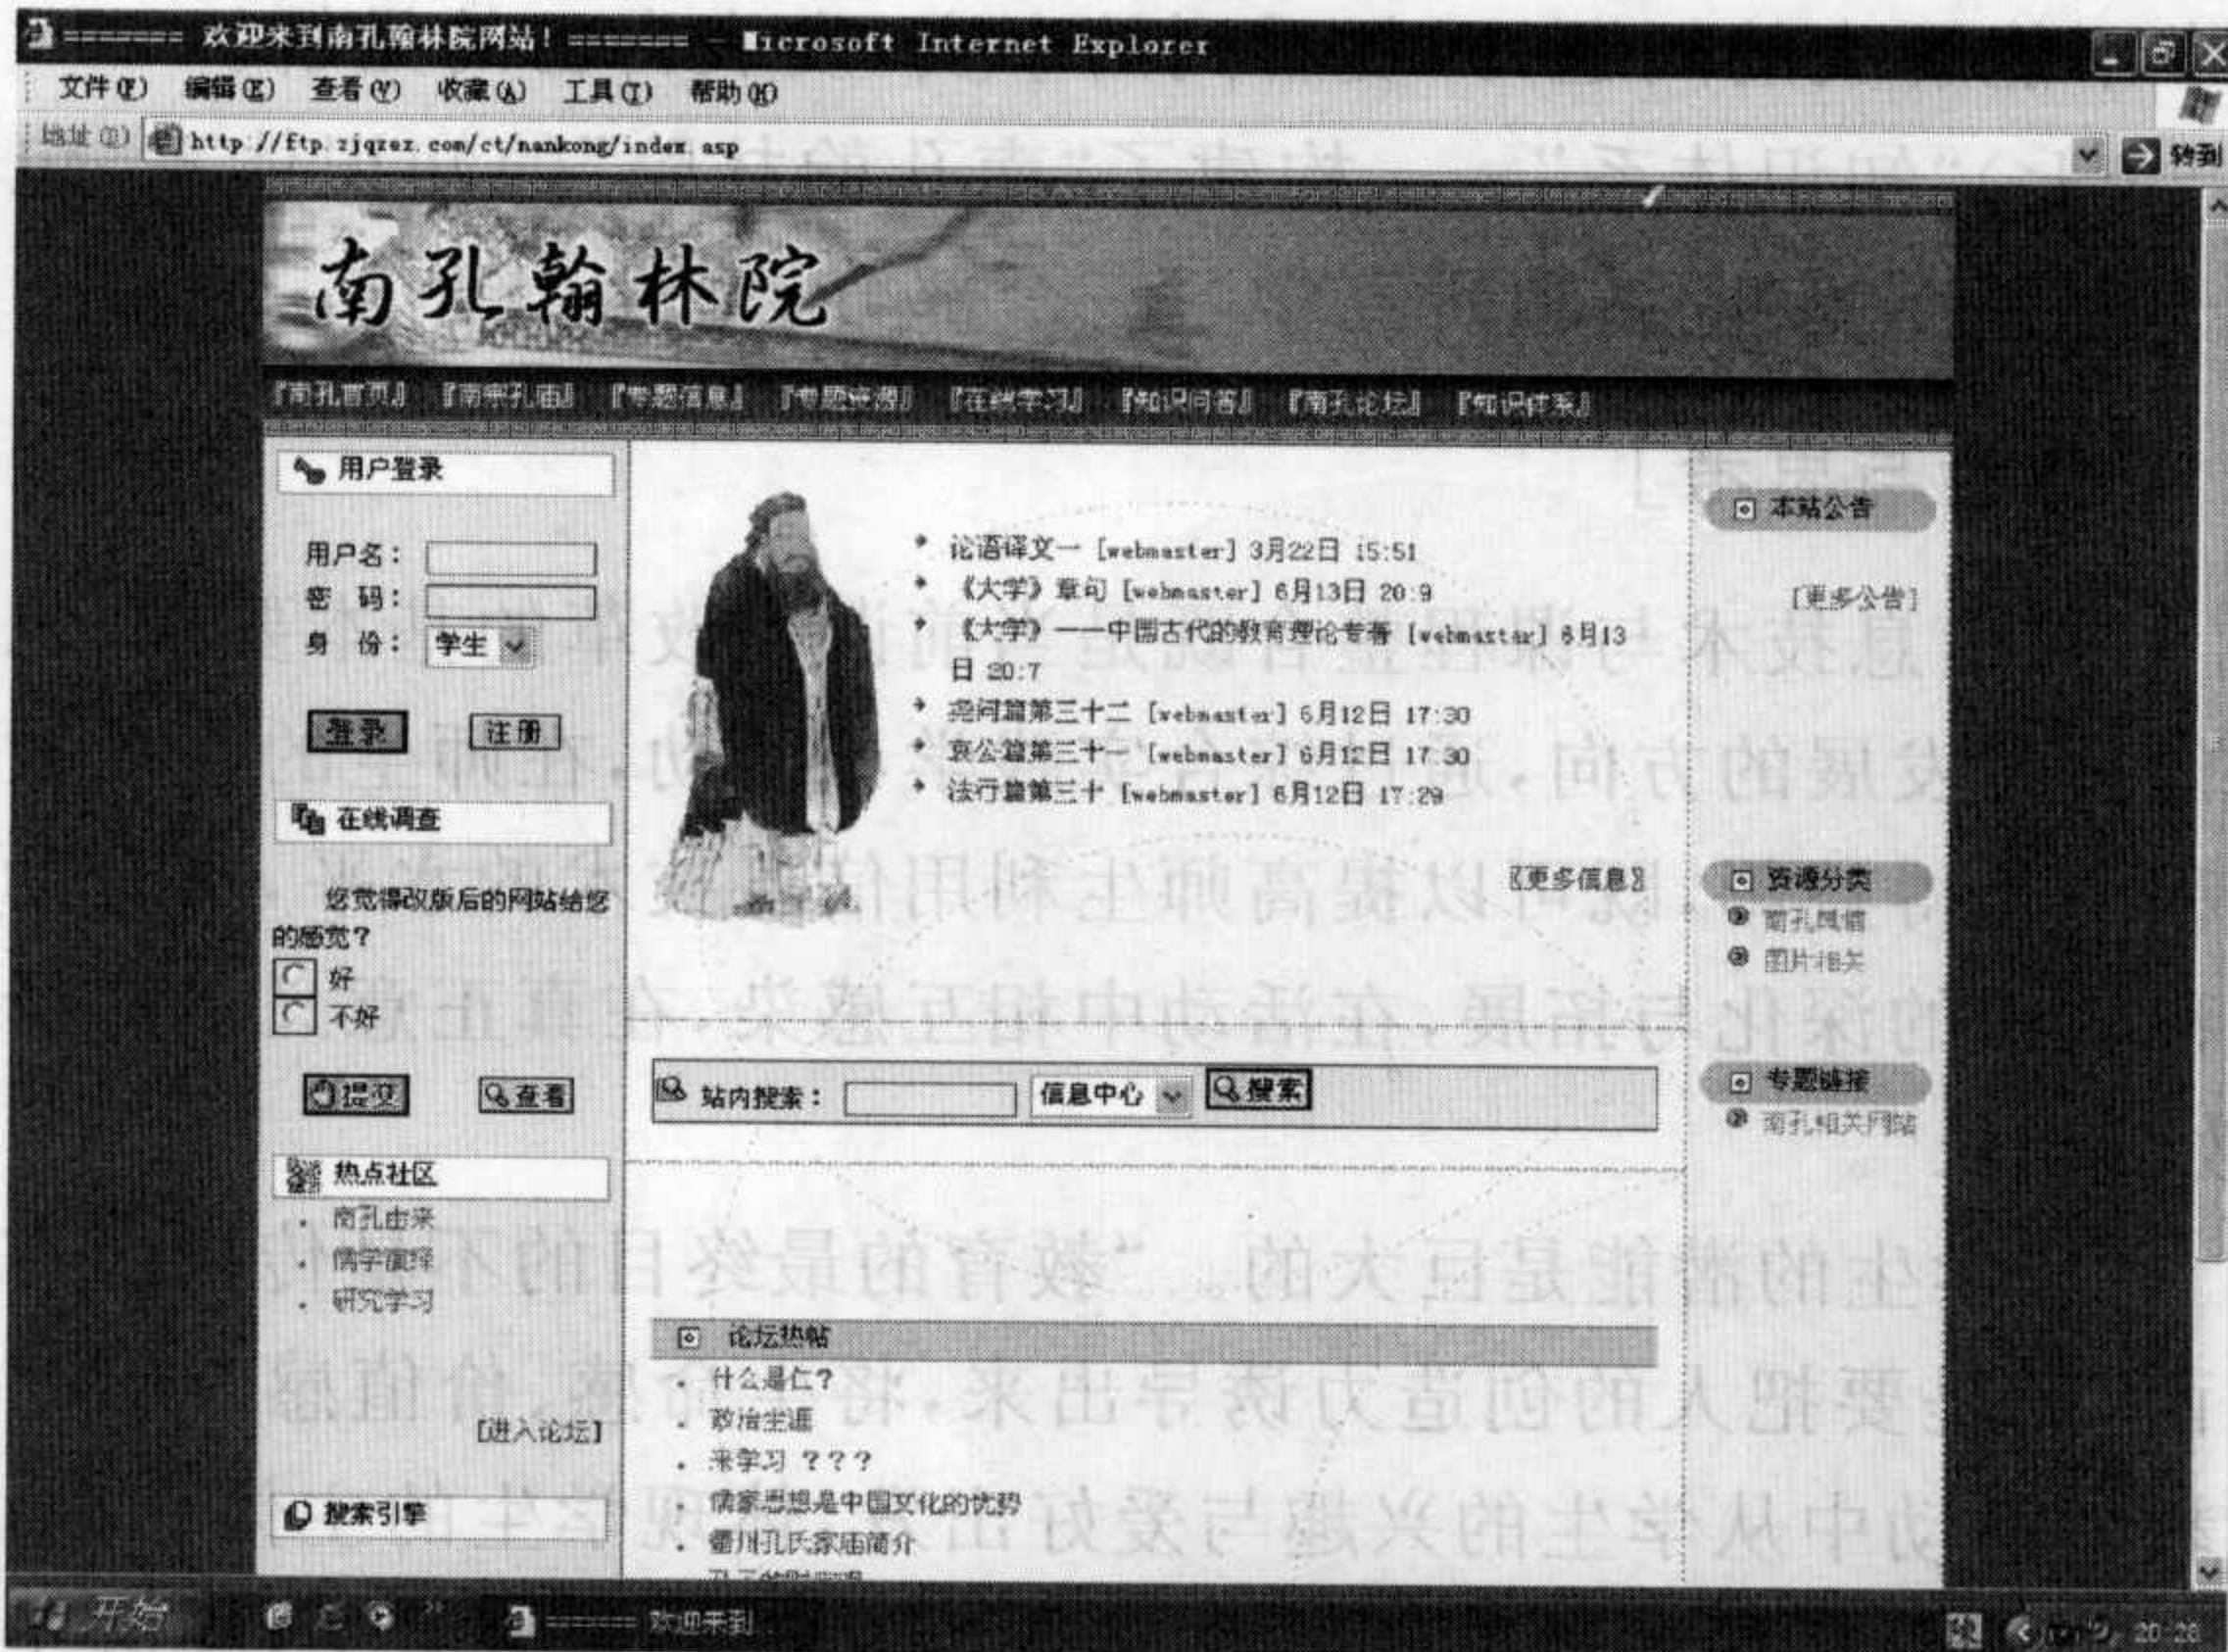 ======= 欢迎来到南孔翰林院网站！ ======= - Microsoft Internet Explorer
文件(F) 编辑(E) 查看(V) 收藏(A) 工具(T) 帮助(H)
地址(D) http://ftp.zjqzez.com/ct/nankong/index.asp 转到
南孔翰林院
『南孔首页』 『南宗孔庙』 『专题信息』 『专题资源』 『在线学习』 『知识问答』 『南孔论坛』 『知识体系』
用户登录
用户名：
密 码：
身 份： 学生
登录 注册
在线调查
您觉得改版后的网站给您
的感觉？
好
不好
提交 查看
热点社区
南孔由来
儒学演绎
研究学习
[进入论坛]
搜索引擎
论语译文一 [webmaster] 3月22日 15:51
《大学》章句 [webmaster] 6月13日 20:9
《大学》——中国古代的教育理论专著 [webmaster] 6月13
日 20:7
尧问篇第三十二 [webmaster] 6月12日 17:30
哀公篇第三十一 [webmaster] 6月12日 17:30
法行篇第三十 [webmaster] 6月12日 17:29
〖更多信息〗
站内搜索： 信息中心 搜索
论坛热帖
什么是仁？
政治生涯
来学习 ？？？
儒家思想是中国文化的优势
衢州孔氏家庙简介
本站公告
[更多公告]
资源分类
南孔风情
图片相关
专题链接
南孔相关网站
开始 ======= 欢迎来到... 20:28